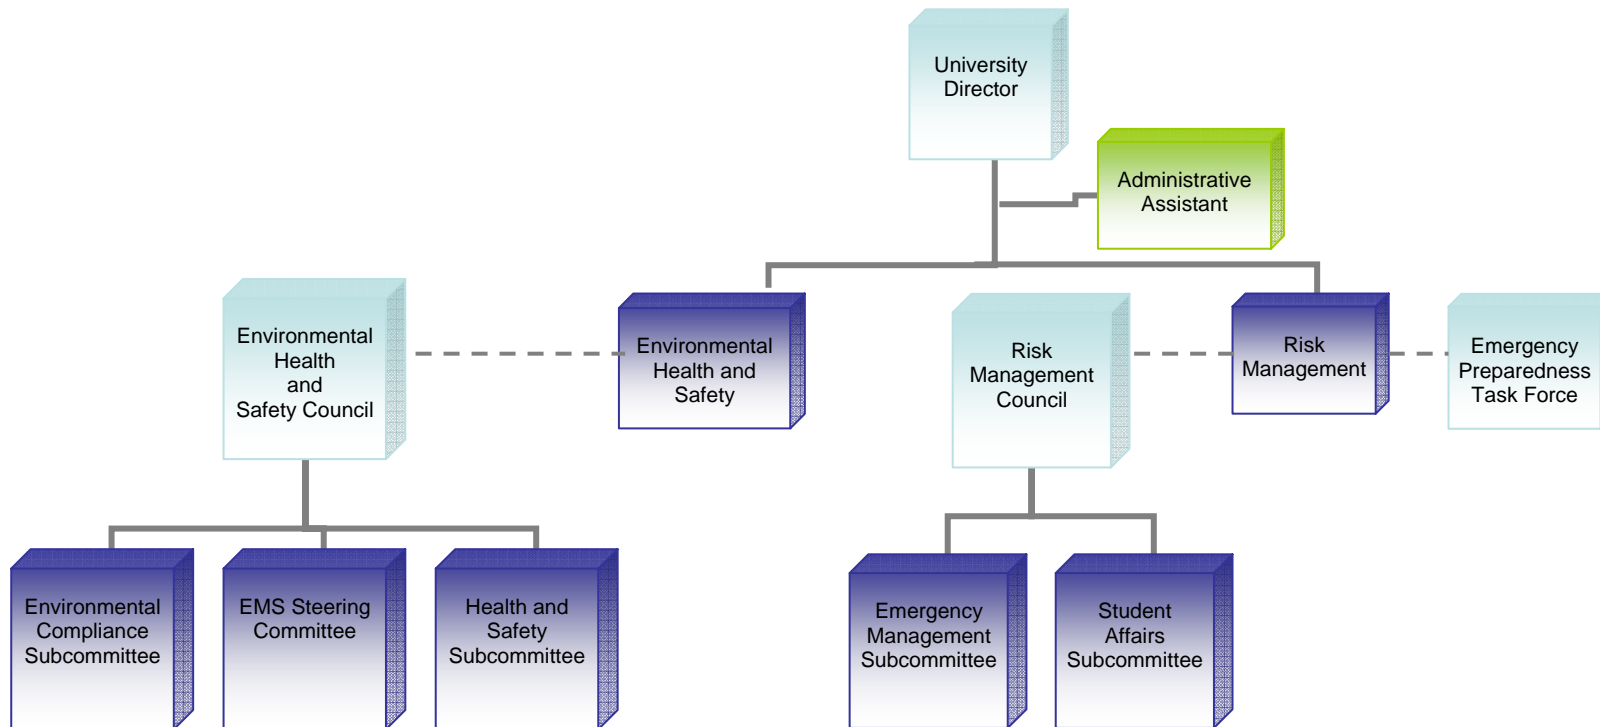 University
Director
Administrative
Assistant
Environmental
Health
and
Safety Council
Environmental
Health and
Safety
Risk
Management
Council
Risk
Management
Emergency
Preparedness
Task Force
Environmental
Compliance
Subcommittee
EMS Steering
Committee
Health and
Safety
Subcommittee
Emergency
Management
Subcommittee
Student
Affairs
Subcommittee